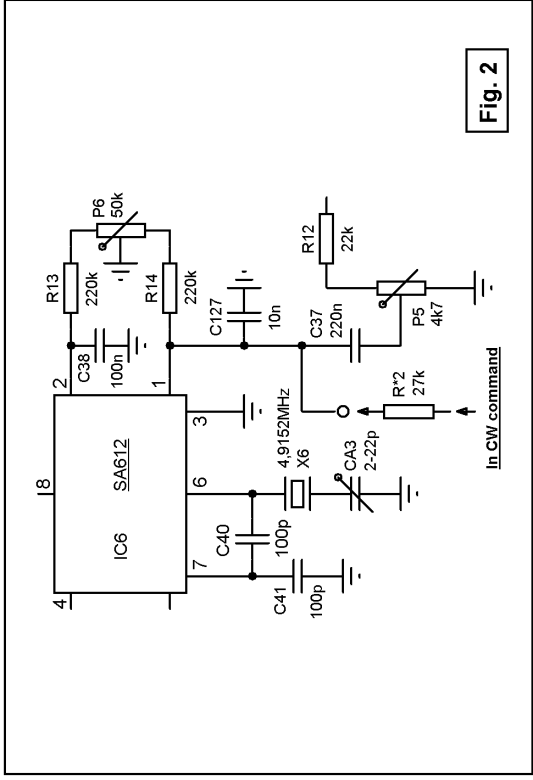 Fig. 2
P6
50k
R13
220k
R14
220k
C38
100n
C127
10n
R12
22k
C37
220n
P5
4k7
2
1
8
SA612
IC6
4
3
6
7
4,9152MHz
X6
CA3
2-22p
C40
100p
C41
100p
R*2
27k
In CW command